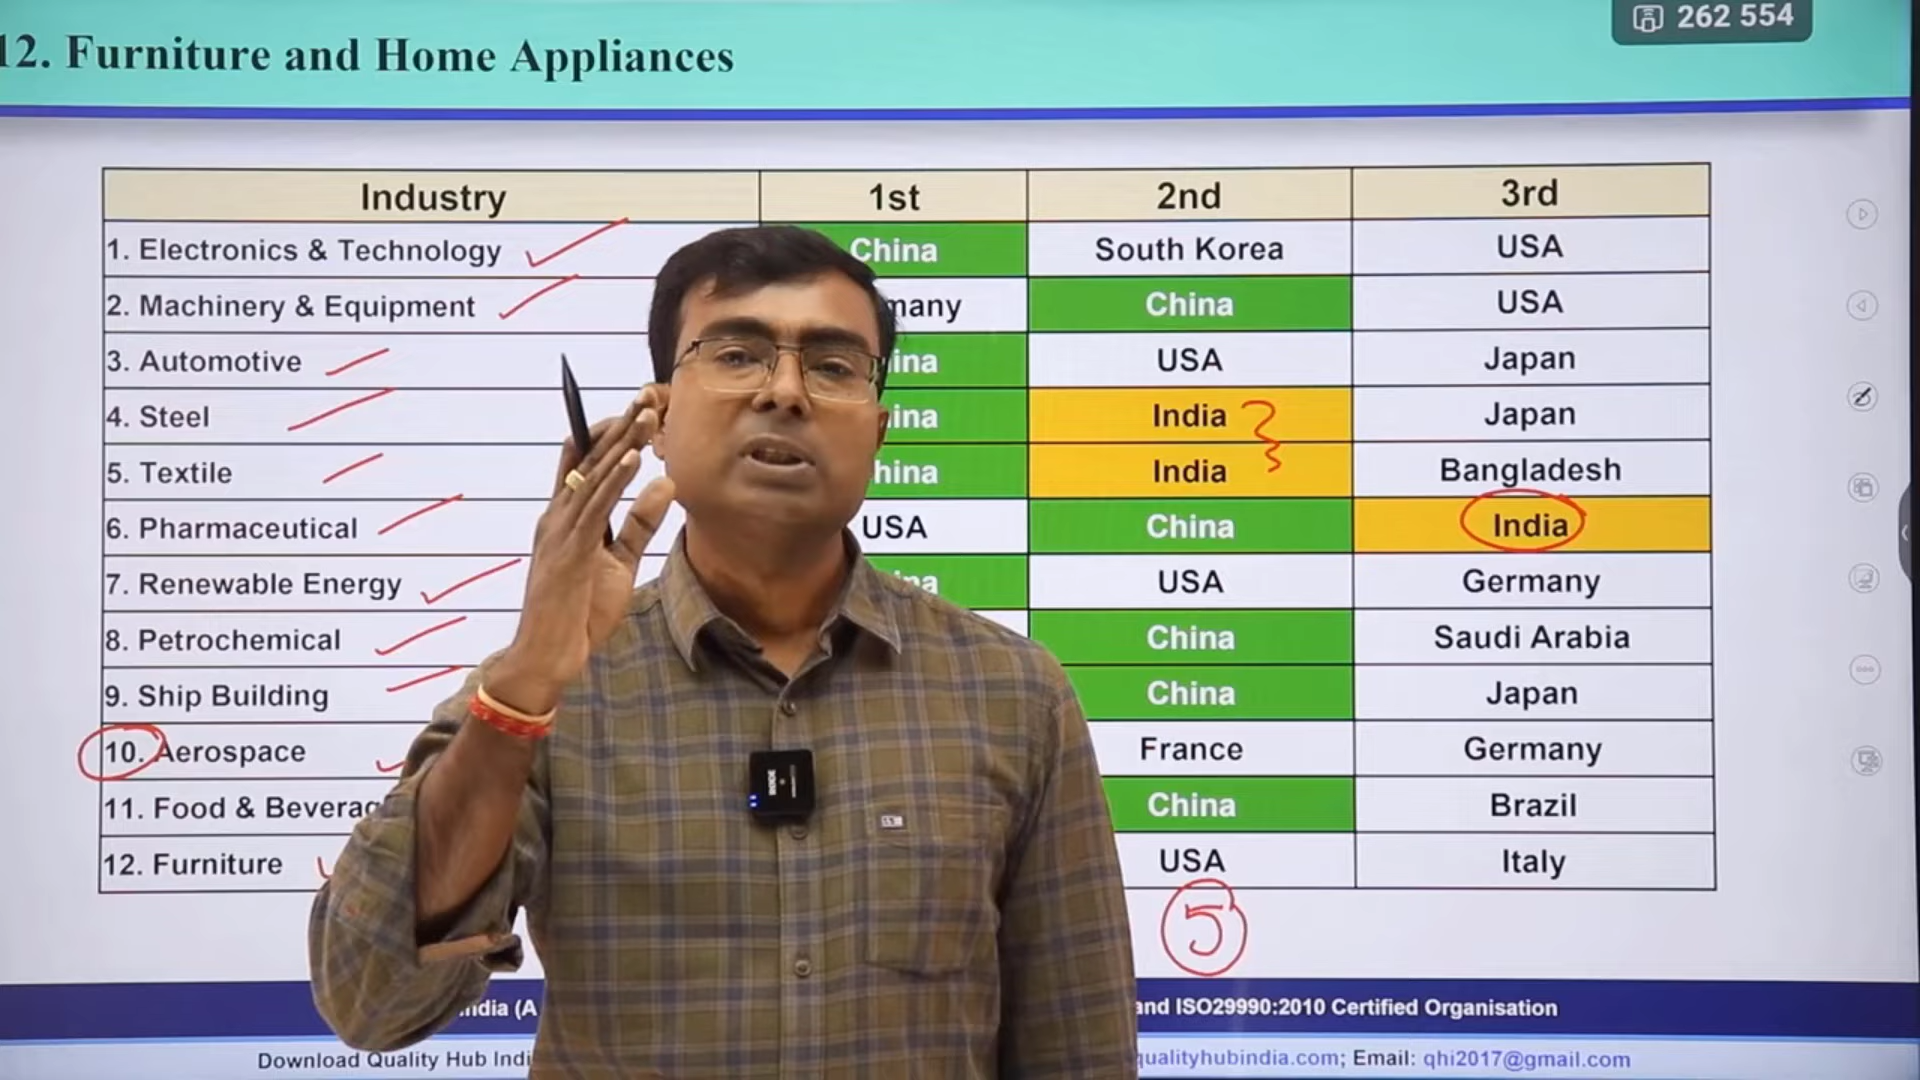 262 554
12. Furniture and Home Appliances
Industry 1st 2nd 3rd
1. Electronics & Technology China South Korea USA
2. Machinery & Equipment many China USA
3. Automotive ina USA Japan
4. Steel ina India Japan
5. Textile hina India Bangladesh
6. Pharmaceutical USA China India
7. Renewable Energy ina USA Germany
8. Petrochemical China Saudi Arabia
9. Ship Building China Japan
10. Aerospace France Germany
11. Food & Beverag China Brazil
12. Furniture USA Italy
5
ndia (A and ISO29990:2010 Certified Organisation
Download Quality Hub Indi qualityhubindia.com; Email: qhi2017@gmail.com